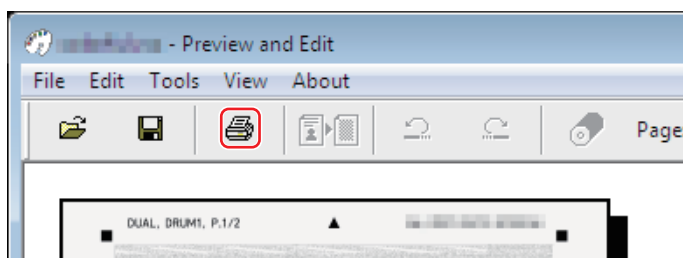 - Preview and Edit
File Edit Tools View About
Page
DUAL, DRUM1, P.1/2